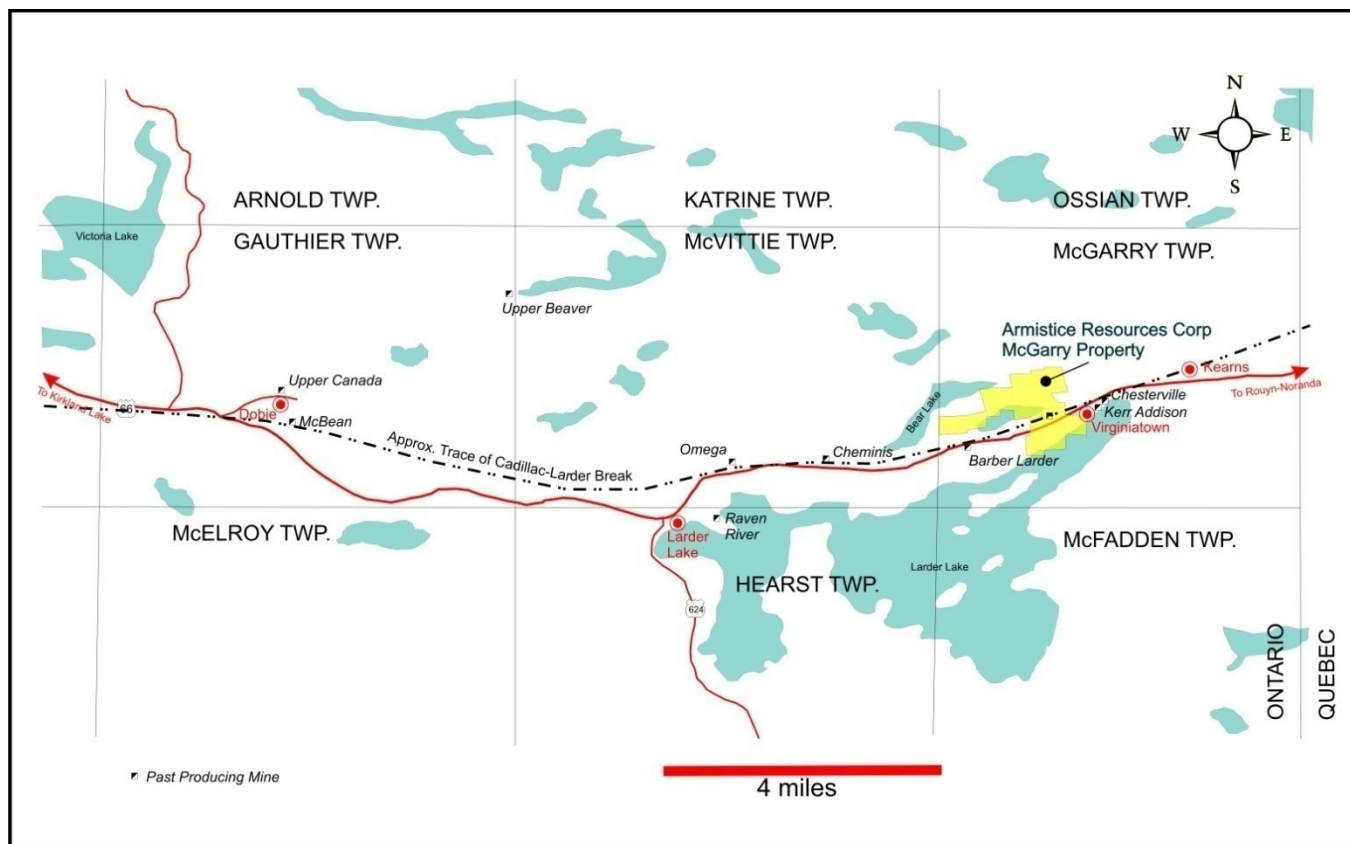 N
W E
S
ARNOLD TWP.
KATRINE TWP.
OSSIAN TWP.
Victoria Lake
GAUTHIER TWP.
McVITTIE TWP.
McGARRY TWP.
Upper Beaver
Armistice Resources Corp
McGarry Property
Kearns
To Kirkland Lake
66
Upper Canada
Dobie
McBean
To Rouyn-Noranda
Chesterville
Kerr Addison
Virginiatown
Bear Lake
Approx. Trace of Cadillac-Larder Break
Omega
Cheminis
Barber Larder
McELROY TWP.
Larder
Lake
Raven
River
McFADDEN TWP.
HEARST TWP.
Larder Lake
624
ONTARIO
QUEBEC
Past Producing Mine
4 miles